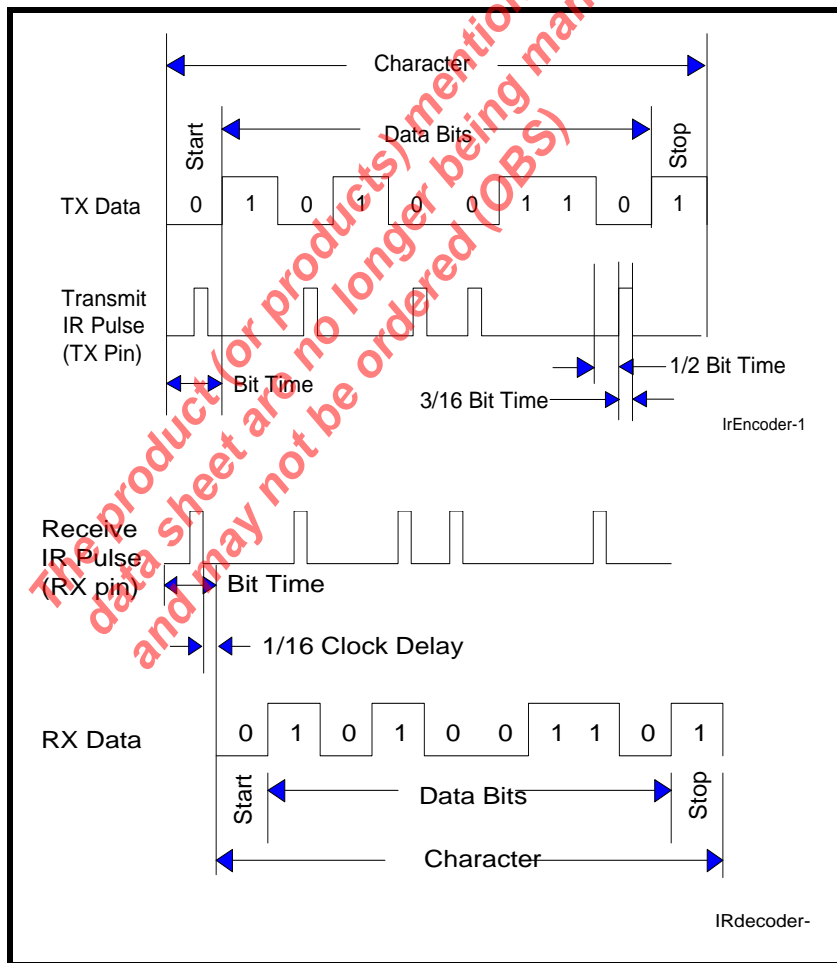 Character
Start
Data Bits
Stop
TX Data
0 1 0 1 0 0 1 1 0 1
Transmit
IR Pulse
(TX Pin)
Bit Time
1/2 Bit Time
3/16 Bit Time
IrEncoder-1
Receive
IR Pulse
(RX pin)
Bit Time
1/16 Clock Delay
RX Data
0 1 0 1 0 0 1 1 0 1
Start
Data Bits
Stop
Character
IRdecoder-
The product (or products) mention
data sheet are no longer being man
and may not be ordered (OBS)